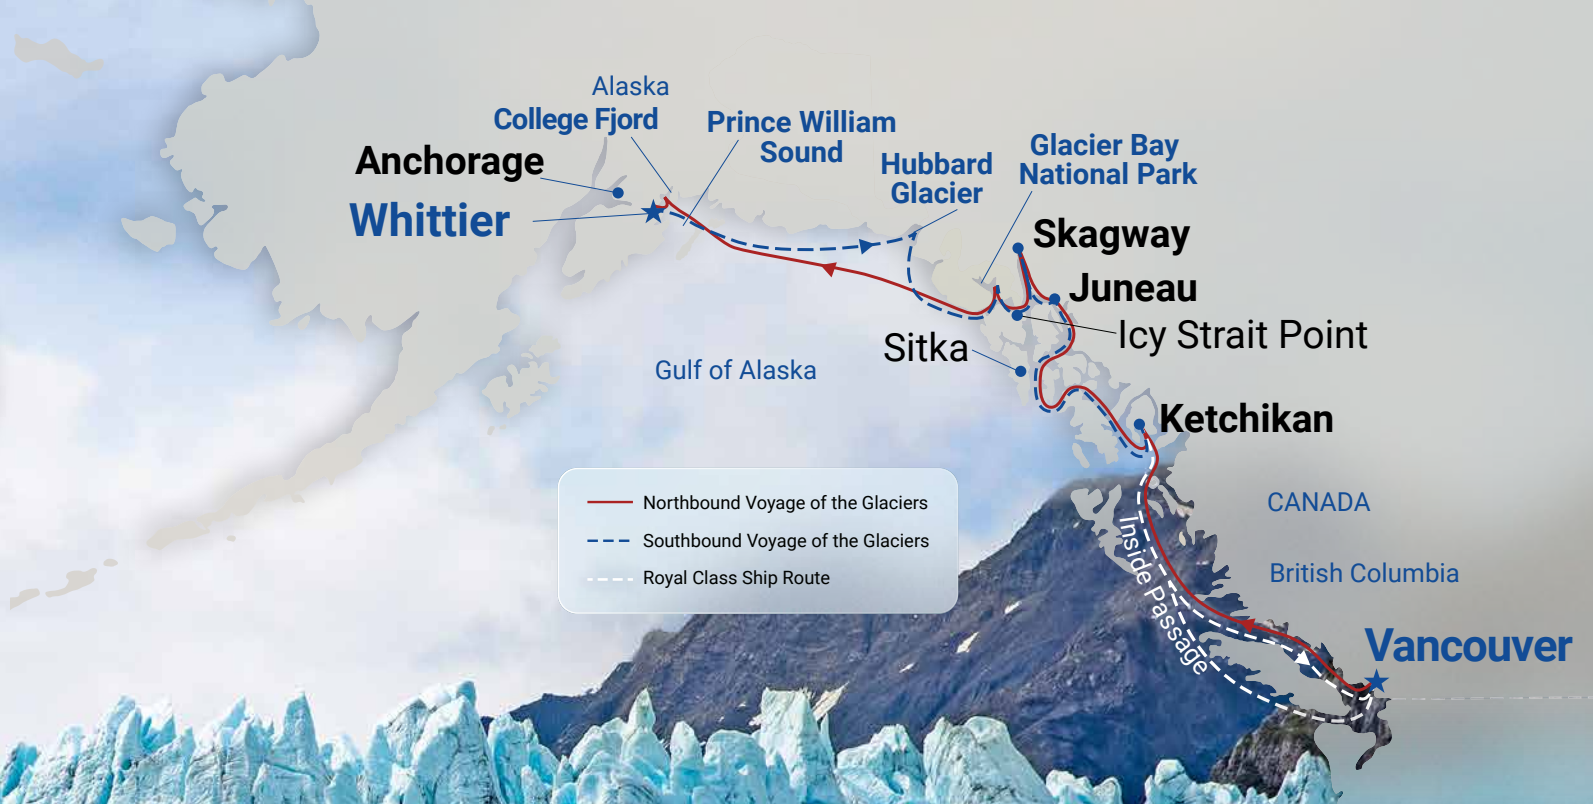 Alaska
College Fjord
Prince William
Sound
Anchorage
Hubbard
Glacier
Glacier Bay
National Park
Whittier
Skagway
Juneau
Icy Strait Point
Sitka
Gulf of Alaska
Ketchikan
Northbound Voyage of the Glaciers
Southbound Voyage of the Glaciers
Royal Class Ship Route
CANADA
Inside Passage
British Columbia
Vancouver